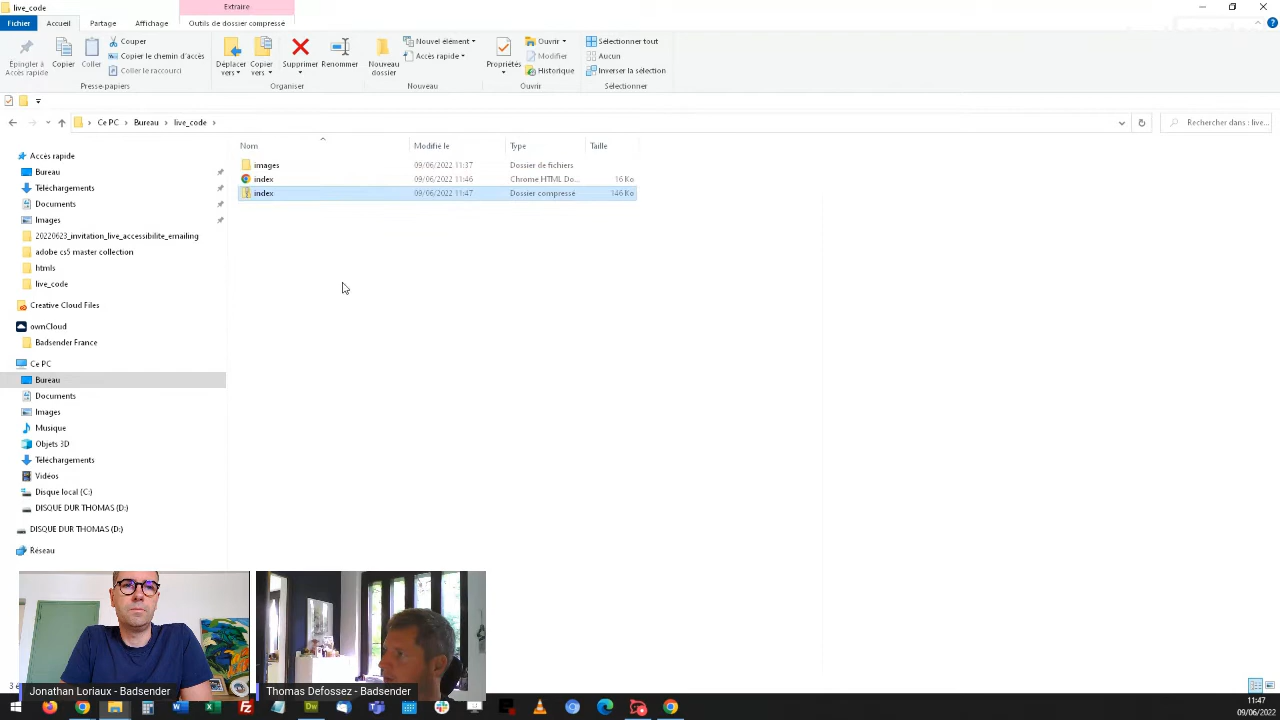 live_code
Extraire
Fichier
Accueil
Partage
Affichage
Outils de dossier compressé
Épingler à
Accès rapide
Copier
Coller
Couper
Copier le chemin d'accès
Coller le raccourci
Presse-papiers
Déplacer
vers
Copier
vers
Supprimer
Renommer
Organiser
Nouveau
dossier
Nouvel élément
Accès rapide
Nouveau
Propriétés
Ouvrir
Modifier
Historique
Ouvrir
Sélectionner tout
Aucun
Inverser la sélection
Sélectionner
Ce PC
Bureau
live_code
Rechercher dans : live...
Nom
Modifié le
Type
Taille
images 09/06/2022 11:37 Dossier de fichiers
index 09/06/2022 11:46 Chrome HTML Do... 16 Ko
index 09/06/2022 11:47 Dossier compressé 146 Ko
Accès rapide
Bureau
Téléchargements
Documents
Images
20220623_invitation_live_accessibilite_emailing
adobe cs5 master collection
htmls
live_code
Creative Cloud Files
ownCloud
Badsender France
Ce PC
Bureau
Documents
Images
Musique
Objets 3D
Téléchargements
Vidéos
Disque local (C:)
DISQUE DUR THOMAS (D:)
DISQUE DUR THOMAS (D:)
Réseau
Jonathan Loriaux - Badsender
Thomas Defossez - Badsender
11:47
09/06/2022